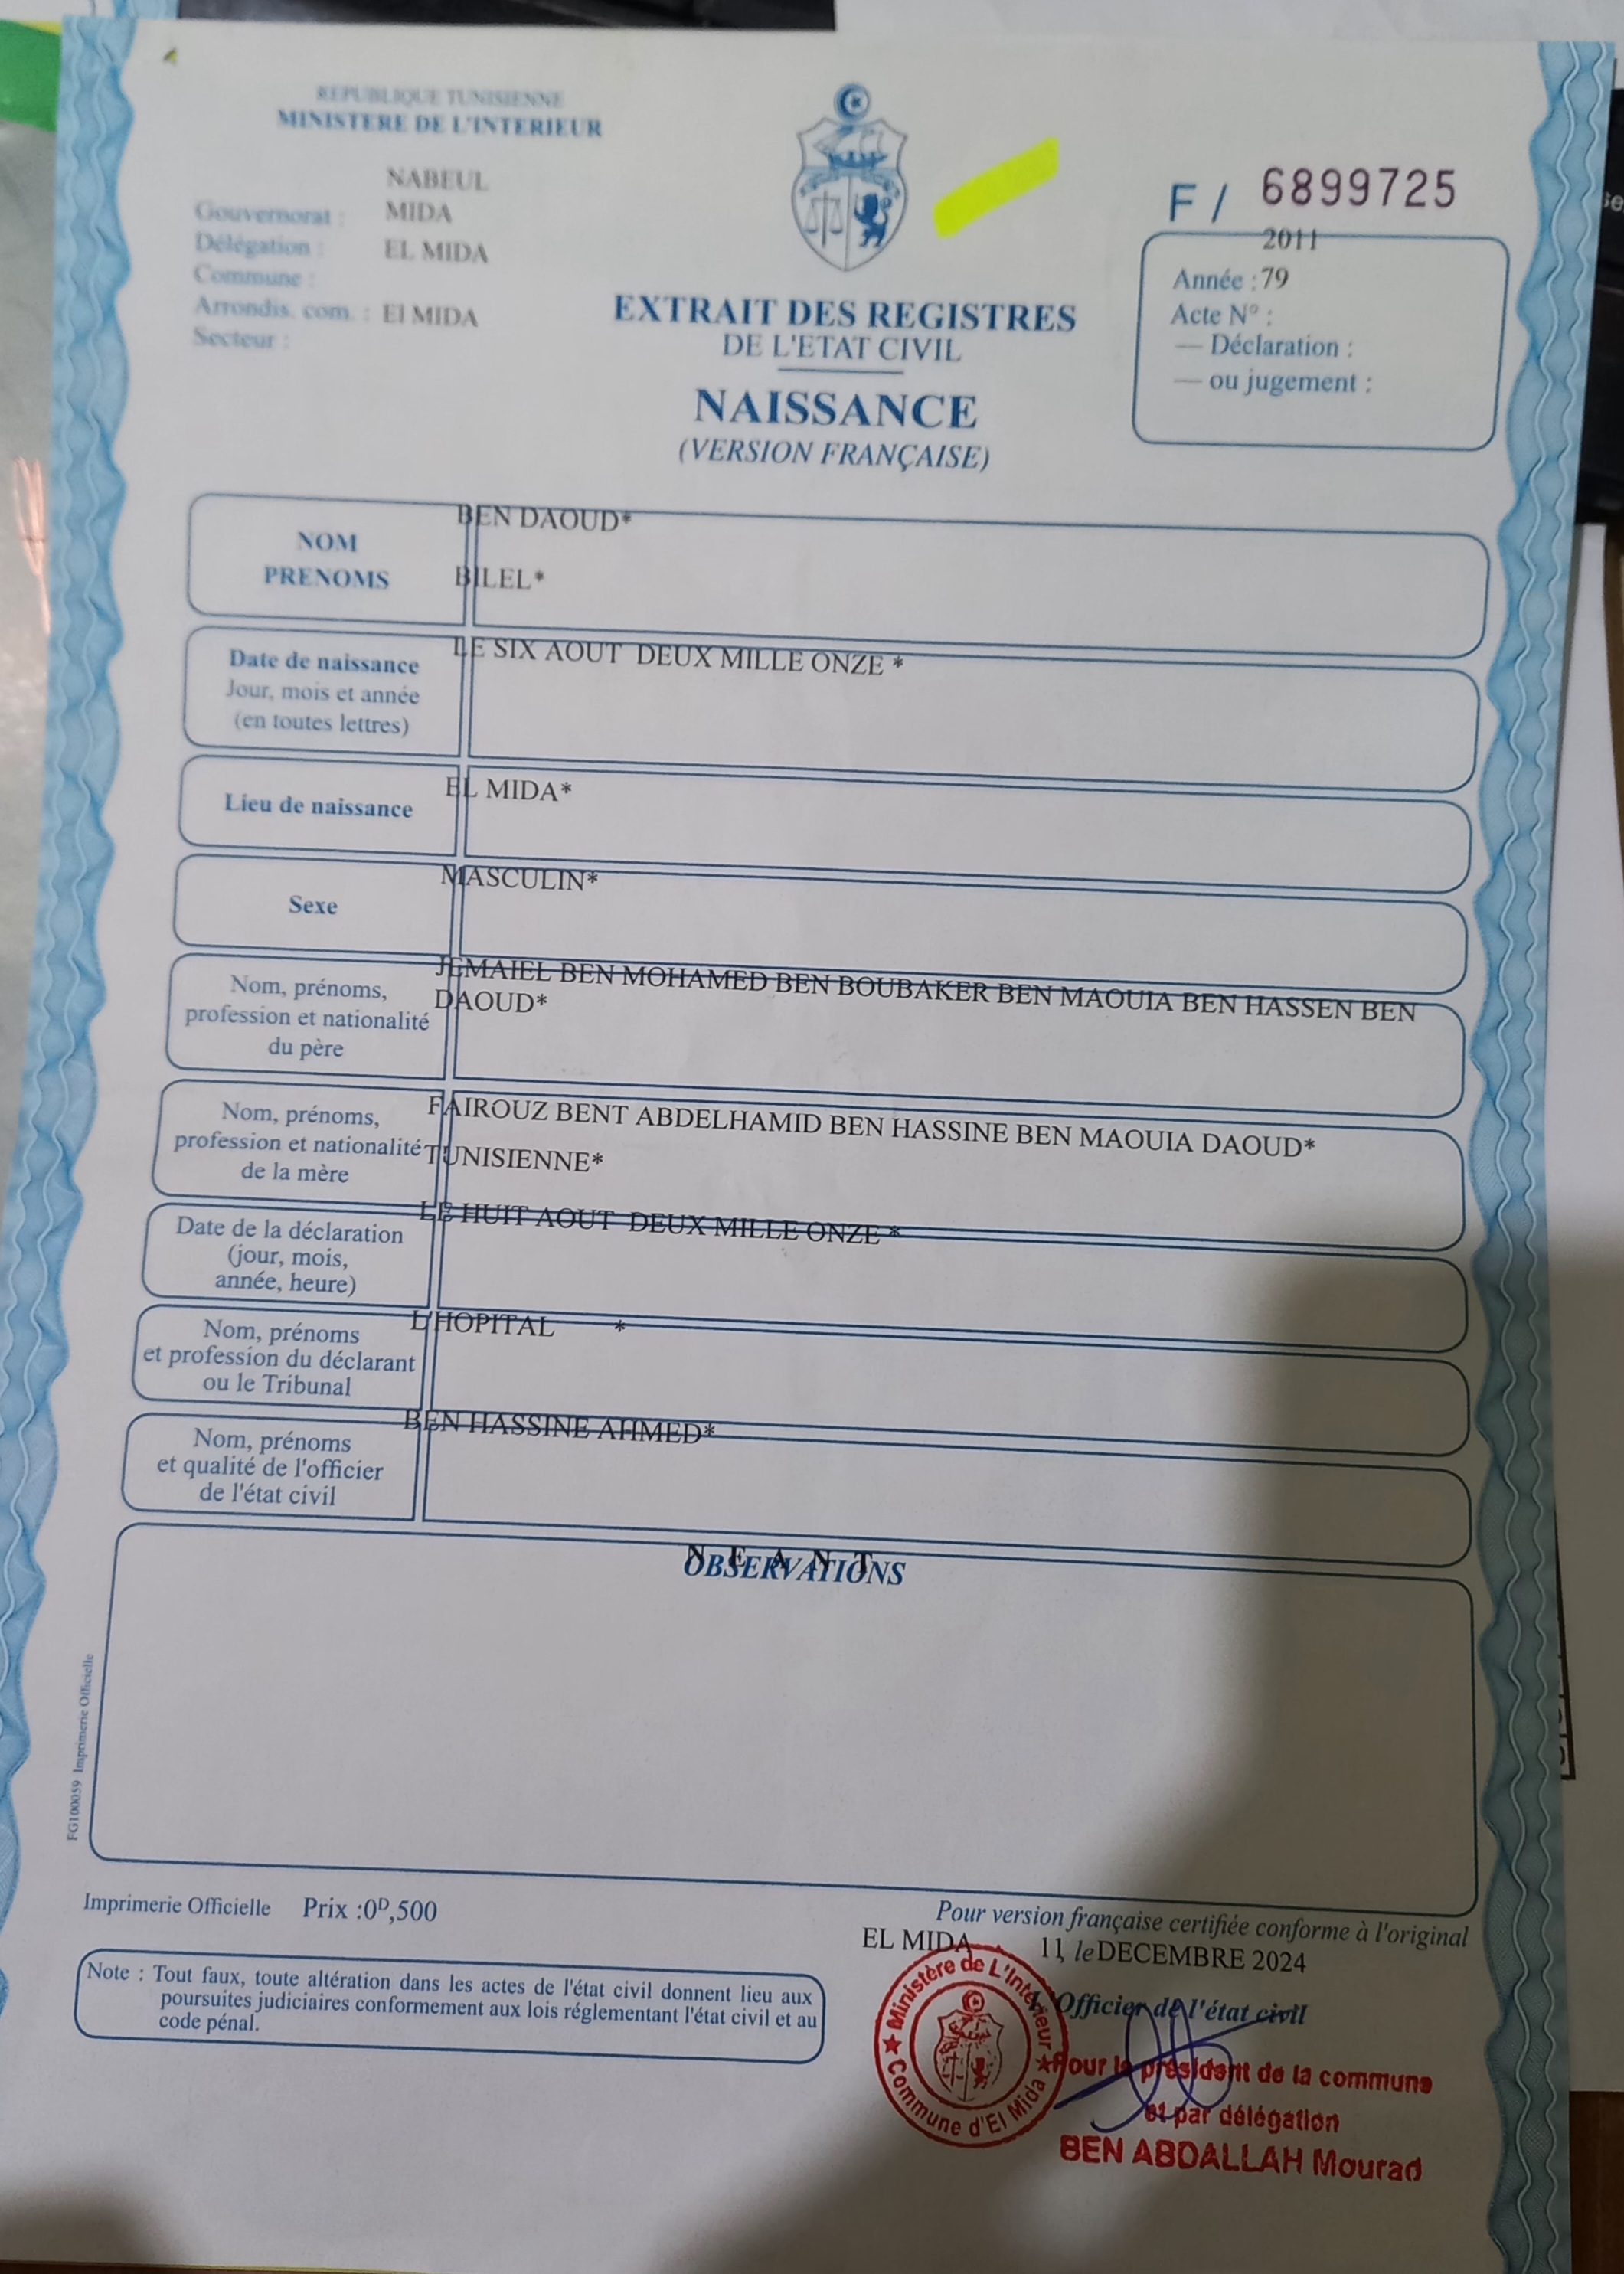 REPUBLIQUE TUNISIENNE
MINISTERE DE L'INTERIEUR
NABEUL
Gouvernorat : MIDA
Délégation : EL MIDA
Commune :
Arrondis. com. : El MIDA
Secteur :
F / 6899725
2011
Année : 79
Acte N° :
— Déclaration :
— ou jugement :
EXTRAIT DES REGISTRES
DE L'ETAT CIVIL
NAISSANCE
(VERSION FRANÇAISE)
NOM
BEN DAOUD*
PRENOMS
BILEL*
Date de naissance
Jour, mois et année
(en toutes lettres)
LE SIX AOUT DEUX MILLE ONZE *
Lieu de naissance
EL MIDA*
Sexe
MASCULIN*
Nom, prénoms,
profession et nationalité
du père
JEMAIEL BEN MOHAMED BEN BOUBAKER BEN MAOUIA BEN HASSEN BEN
DAOUD*
Nom, prénoms,
profession et nationalité
de la mère
FAIROUZ BENT ABDELHAMID BEN HASSINE BEN MAOUIA DAOUD*
TUNISIENNE*
Date de la déclaration
(jour, mois,
année, heure)
LE HUIT AOUT DEUX MILLE ONZE *
Nom, prénoms
et profession du déclarant
ou le Tribunal
L'HOPITAL *
Nom, prénoms
et qualité de l'officier
de l'état civil
BEN HASSINE AHMED*
OBSERVATIONS
N E A N T
FG100059 Imprimerie Officielle
Imprimerie Officielle Prix :0ᴰ,500
Pour version française certifiée conforme à l'original
EL MIDA , 11, le DECEMBRE 2024
L'Officier de l'état civil
Note : Tout faux, toute altération dans les actes de l'état civil donnent lieu aux
poursuites judiciaires conformement aux lois réglementant l'état civil et au
code pénal.
★ Ministère de L'Intérieur ★
Commune d'El Mida
Pour le président de la commune
et par délégation
BEN ABDALLAH Mourad